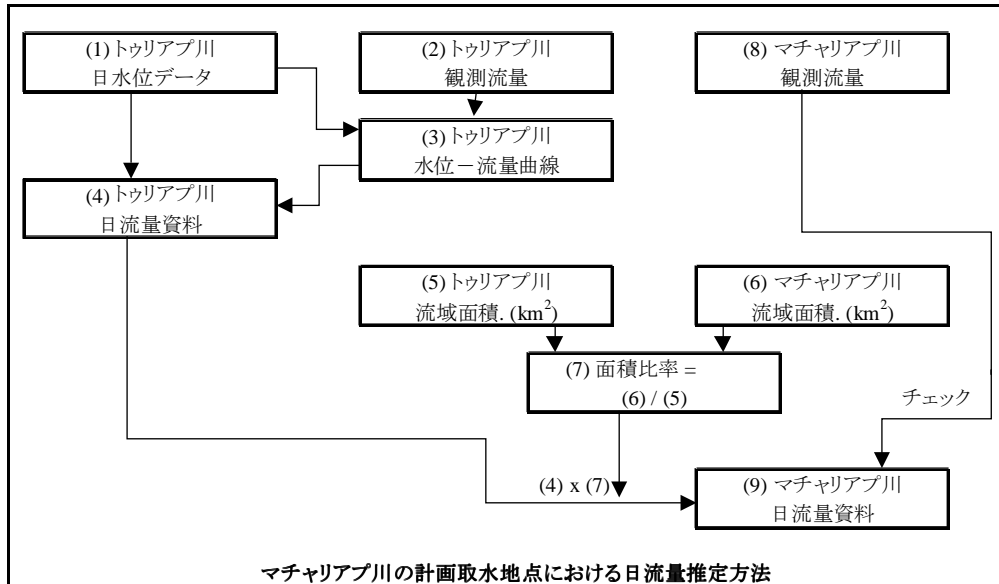 (1) トゥリアプ川
日水位データ
(2) トゥリアプ川
観測流量
(8) マチャリアプ川
観測流量
(3) トゥリアプ川
水位－流量曲線
(4) トゥリアプ川
日流量資料
(5) トゥリアプ川
流域面積. (km²)
(6) マチャリアプ川
流域面積. (km²)
(7) 面積比率 =
(6) / (5)
チェック
(4) x (7)
(9) マチャリアプ川
日流量資料
マチャリアプ川の計画取水地点における日流量推定方法